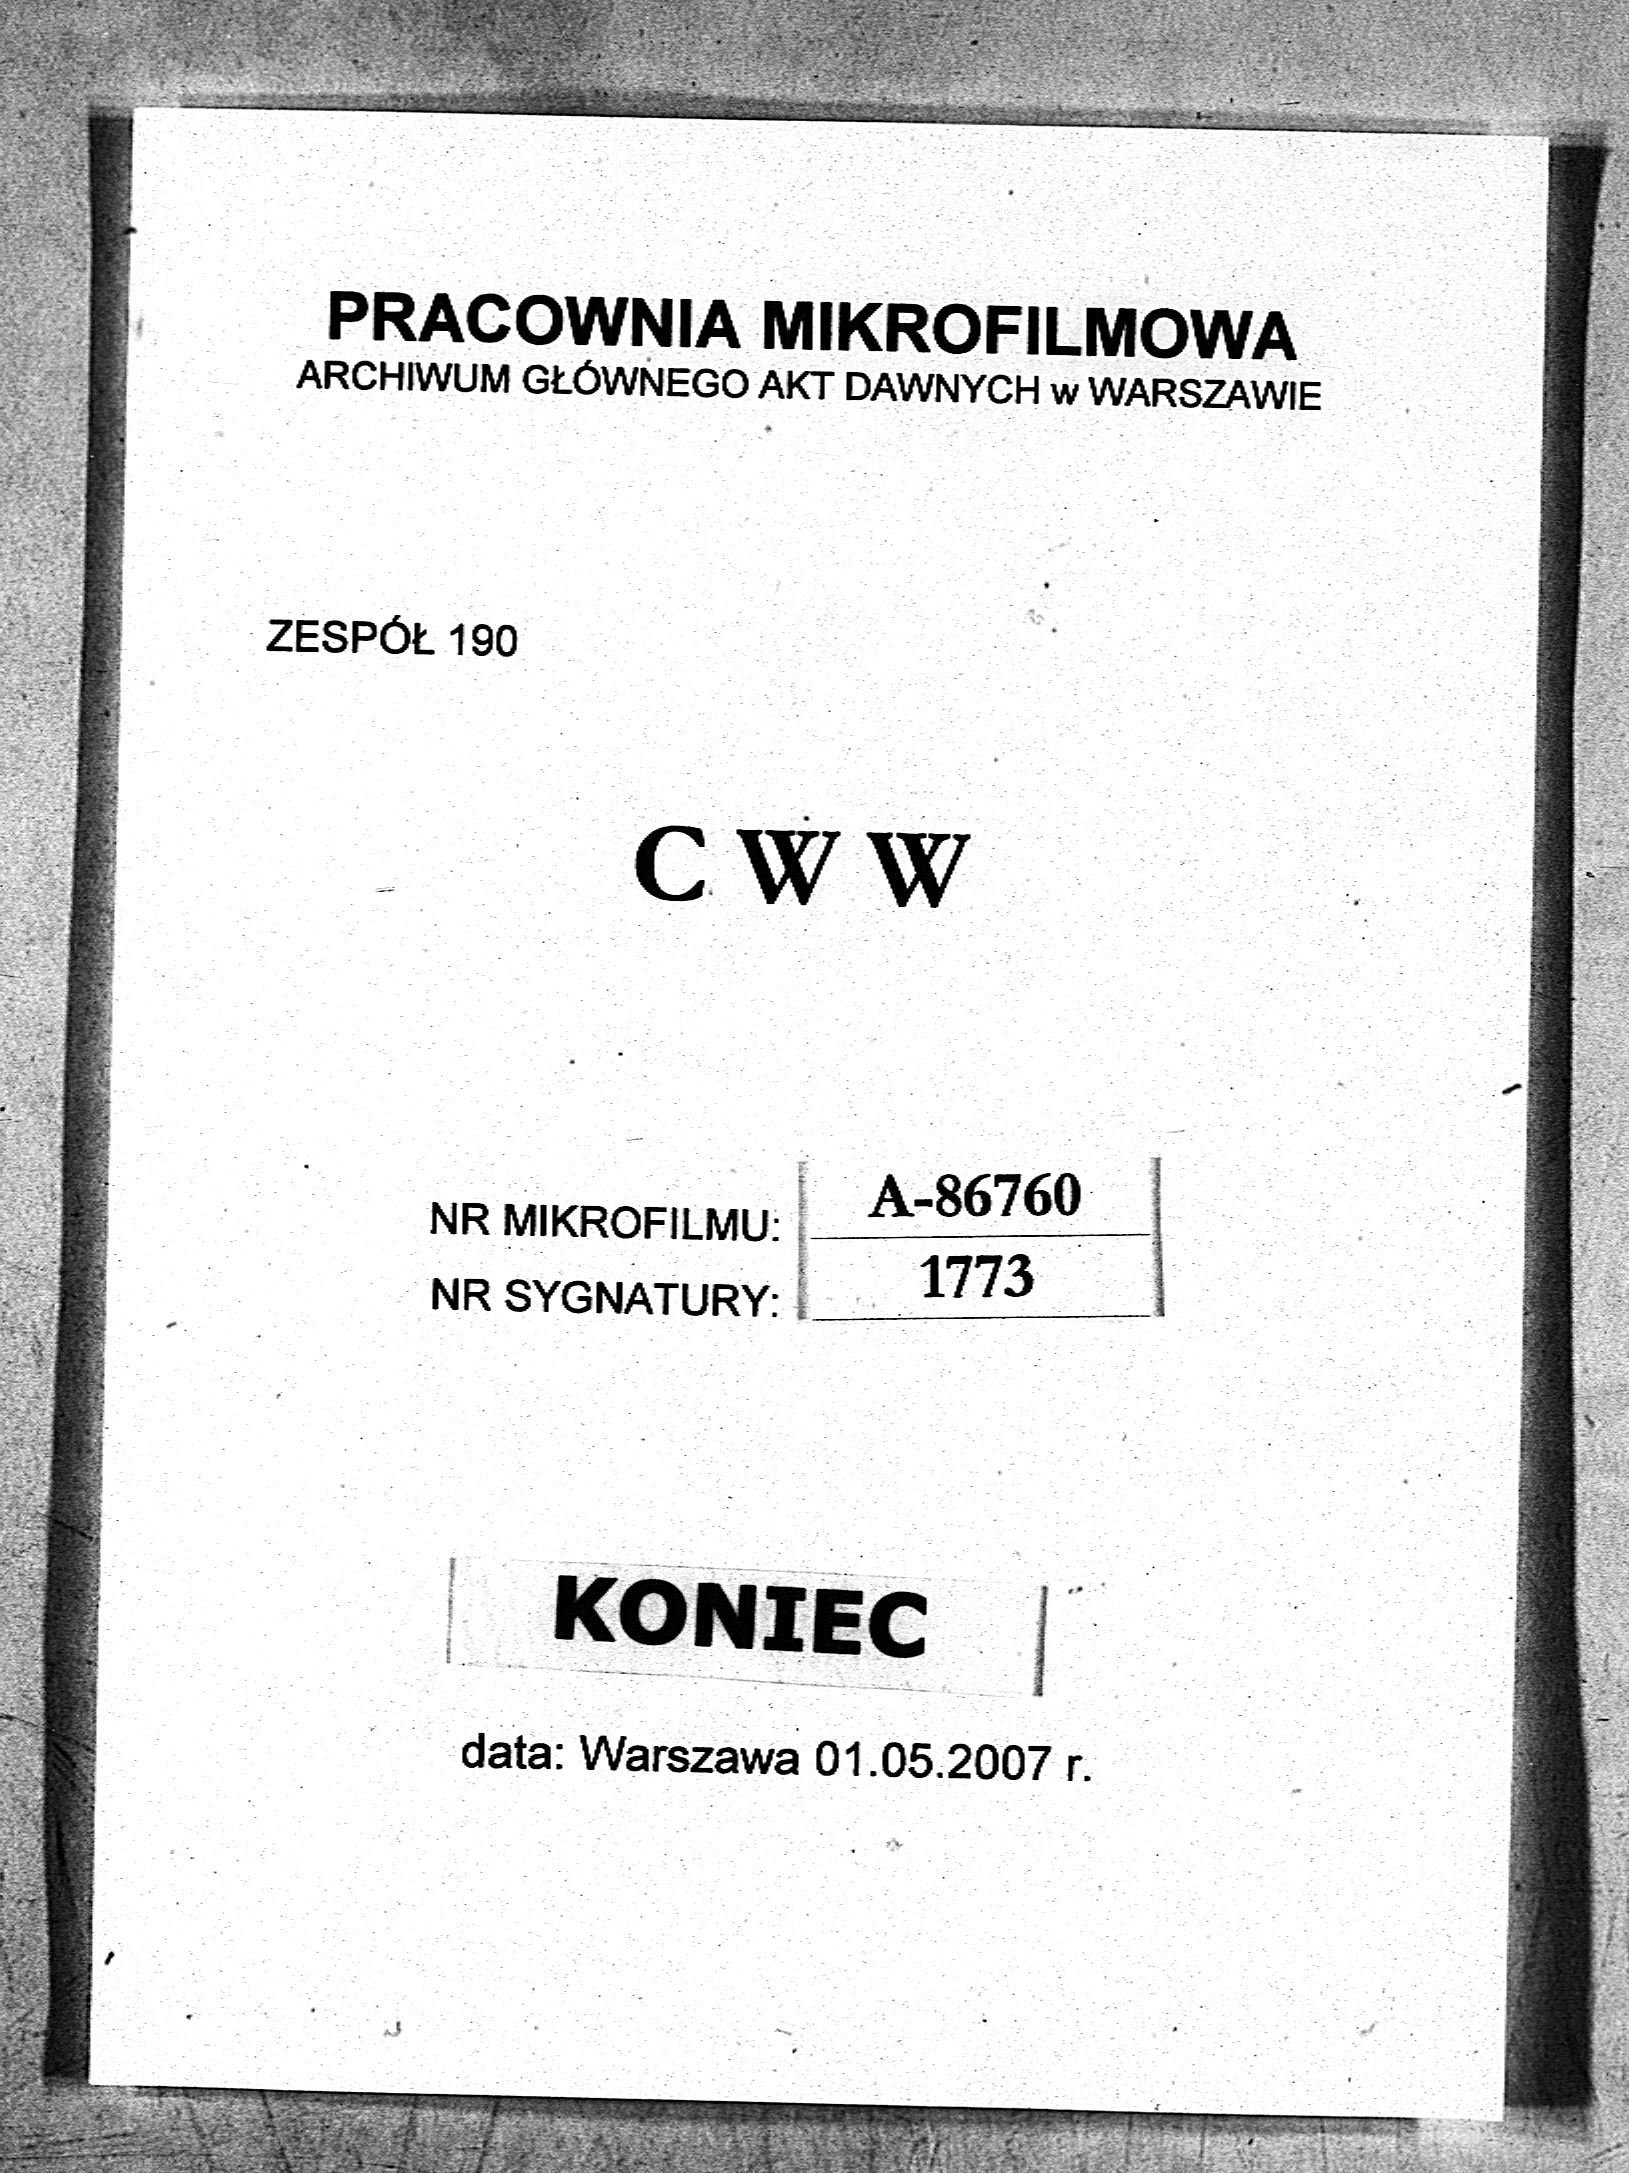 PRACOWNIA MIKROFILMOWA
ARCHIWUM GŁÓWNEGO AKT DAWNYCH w WARSZAWIE
ZESPÓŁ 190
C W W
NR MIKROFILMU: A-86760
NR SYGNATURY: 1773
KONIEC
data: Warszawa 01.05.2007 r.